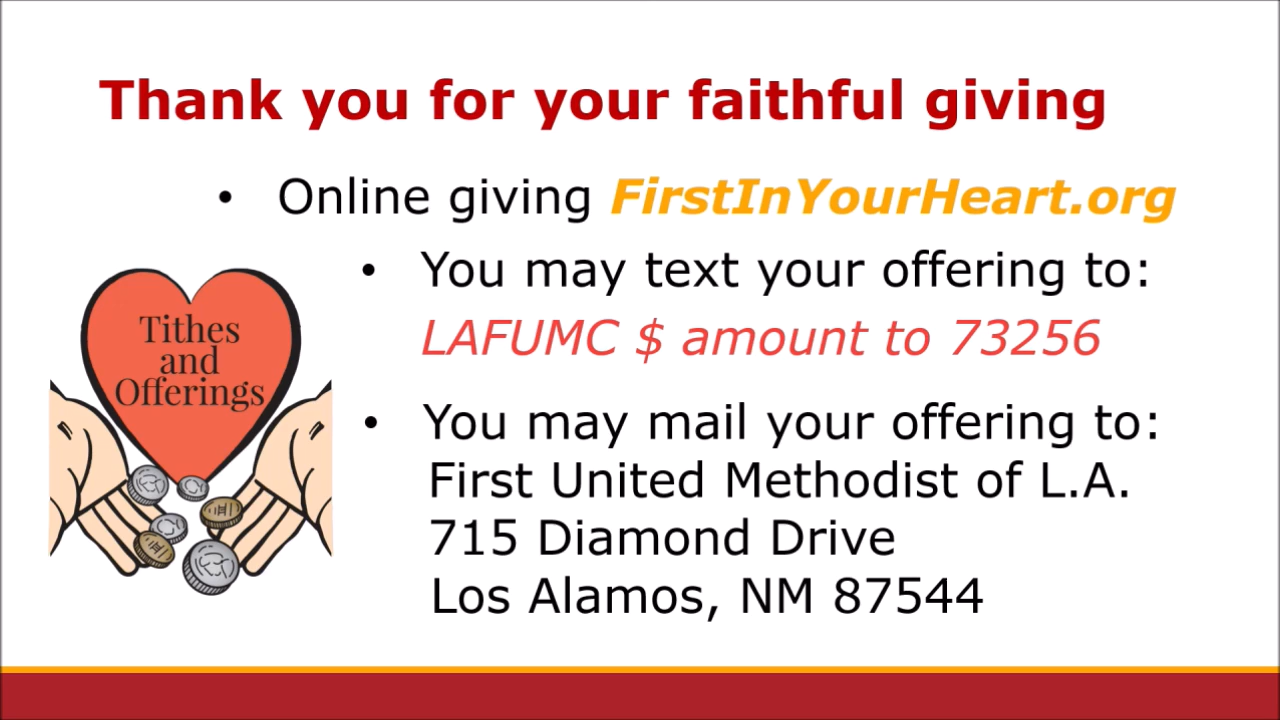 Thank you for your faithful giving
• Online giving FirstInYourHeart.org
• You may text your offering to:
LAFUMC $ amount to 73256
Tithes
and
Offerings
• You may mail your offering to:
First United Methodist of L.A.
715 Diamond Drive
Los Alamos, NM 87544